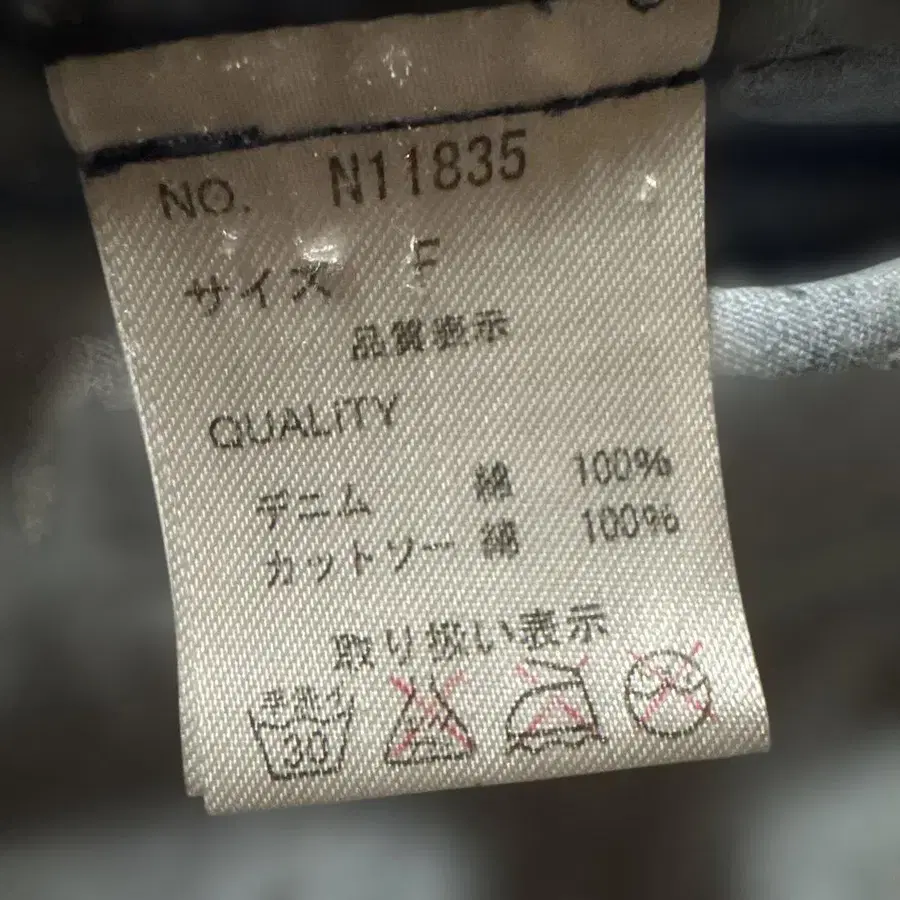 NO. N11835
サイズ F
品質表示
QUALiTY
デニム 綿 100%
カットソー 綿 100%
取り扱い表示
手洗イ
30